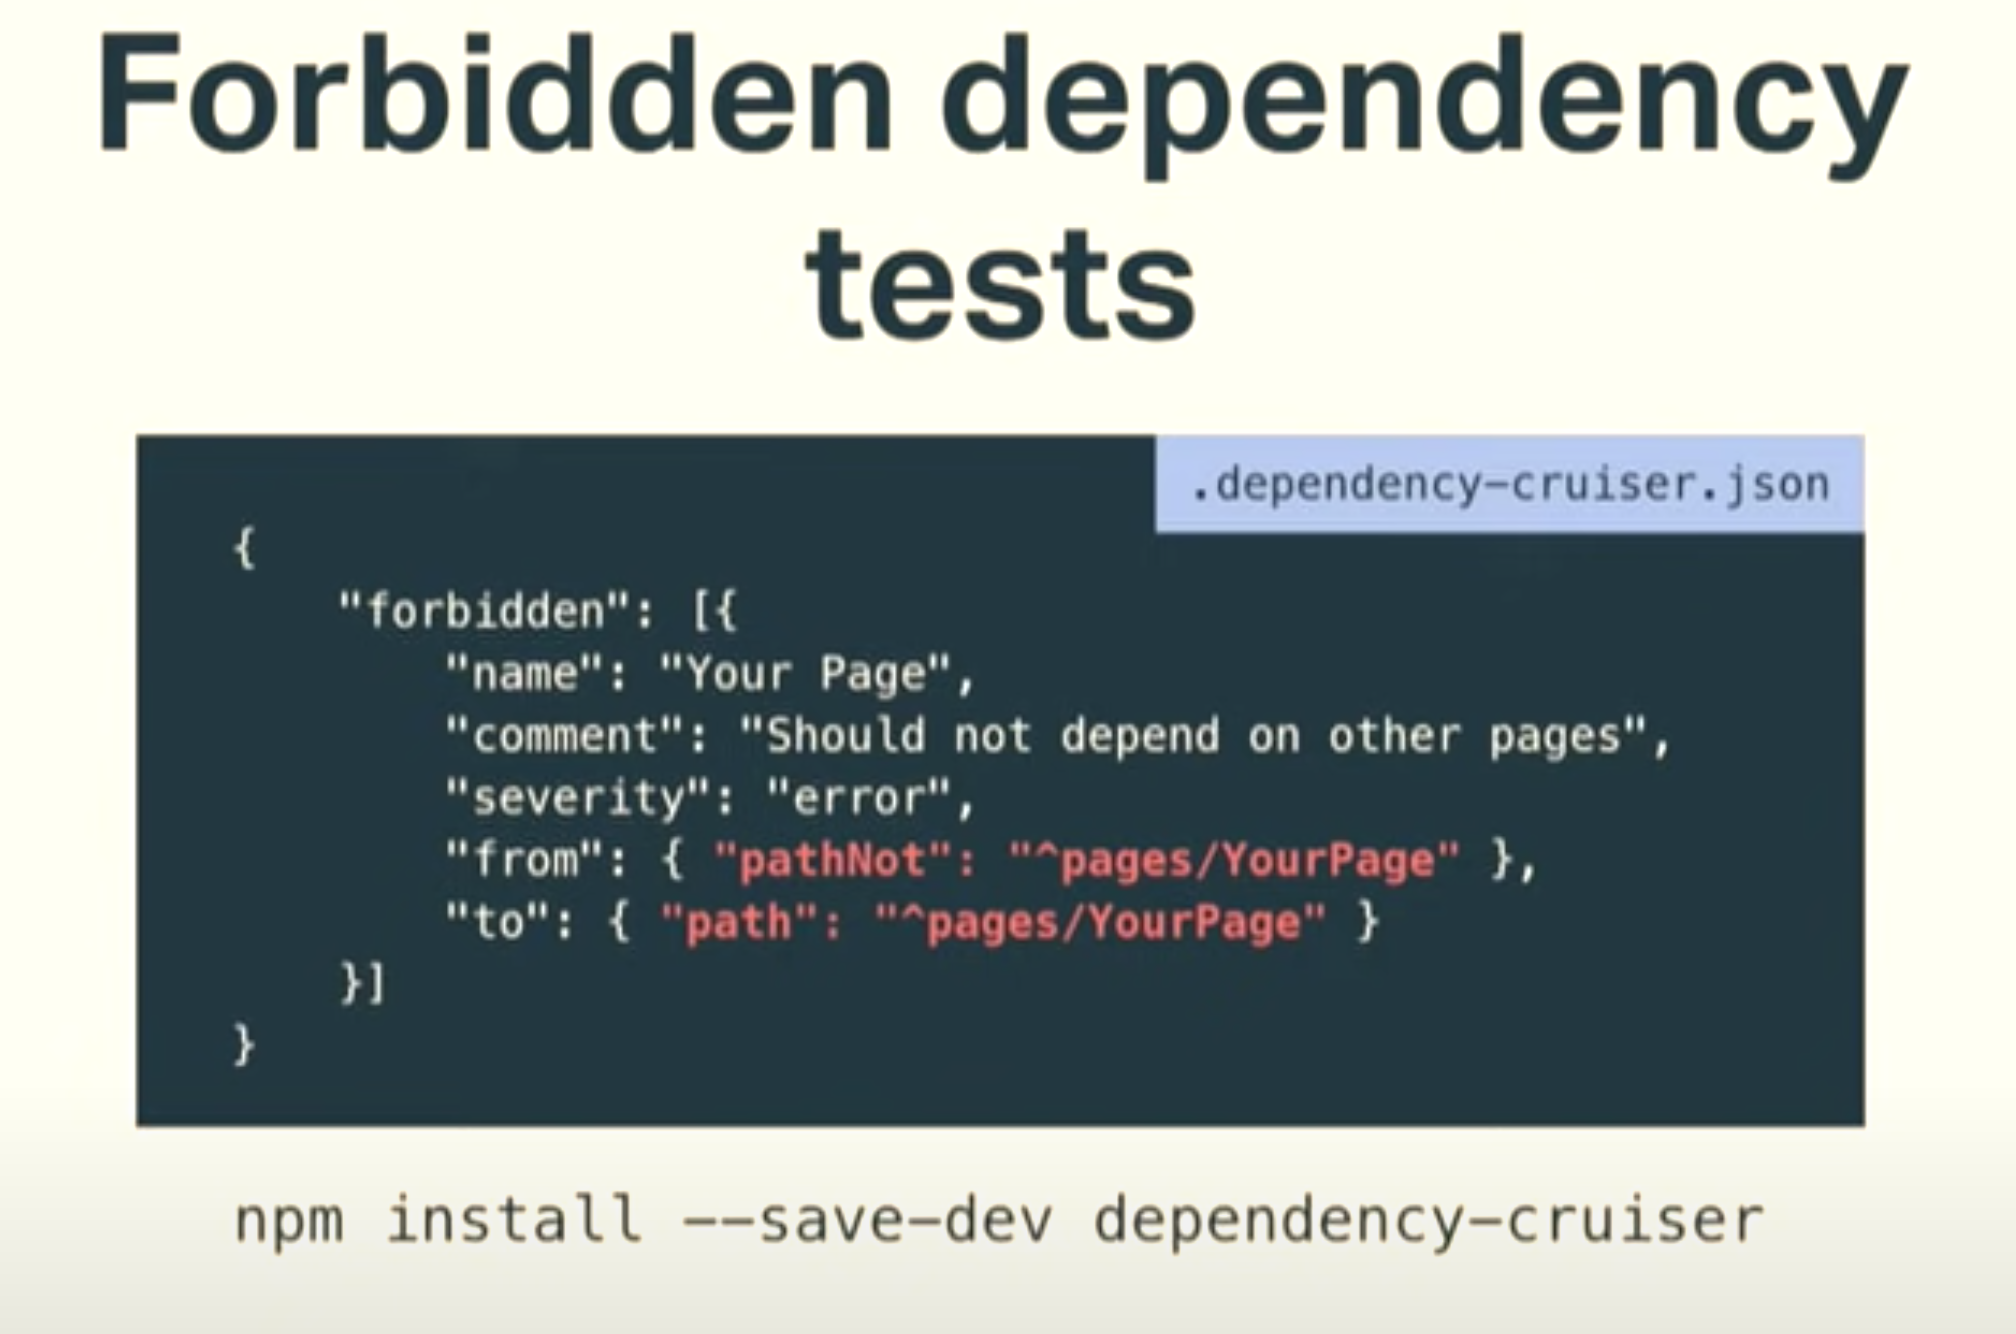 Forbidden dependency
tests
.dependency-cruiser.json
{
    "forbidden": [{
        "name": "Your Page",
        "comment": "Should not depend on other pages",
        "severity": "error",
        "from": { "pathNot": "^pages/YourPage" },
        "to": { "path": "^pages/YourPage" }
    }]
}
npm install --save-dev dependency-cruiser